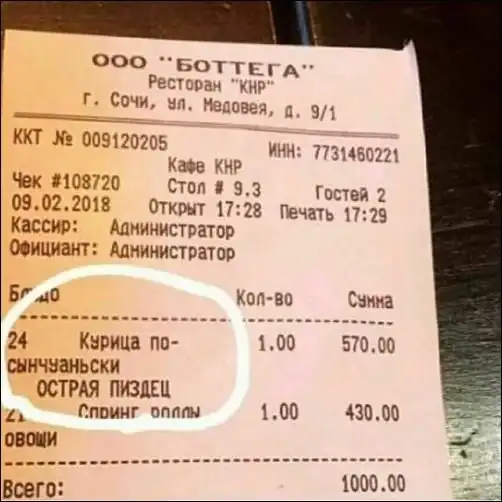 ООО "БОТТЕГА"
Ресторан "КНР"
г. Сочи, ул. Медовея, д. 9/1
ККТ № 009120205 ИНН: 7731460221
Кафе КНР
Чек #108720 Стол # 9.3 Гостей 2
09.02.2018 Открыт 17:28 Печать 17:29
Кассир: Администратор
Официант: Администратор
Блюдо Кол-во Сумма
24 Курица по- 1.00 570.00
сынчуаньски
ОСТРАЯ ПИЗДЕЦ
21 Спринг роллы 1.00 430.00
овощи
Всего: 1000.00